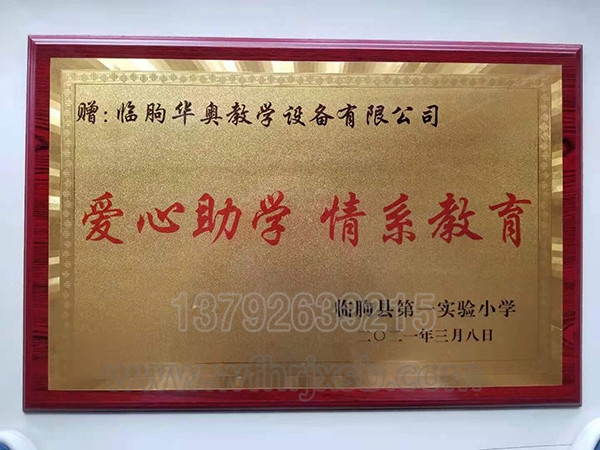 赠:临朐华奥教学设备有限公司
爱心助学 情系教育
13792639215
临朐县第一实验小学
二〇二一年三月八日